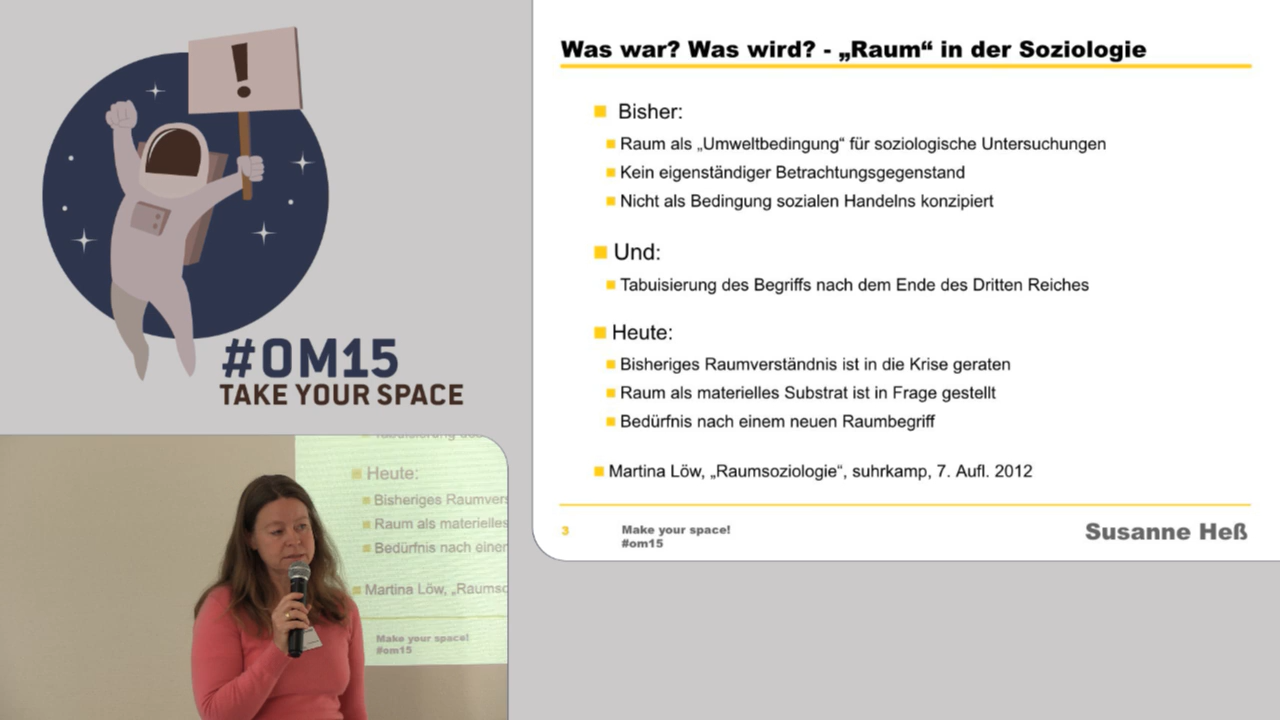 !
#OM15
TAKE YOUR SPACE
Was war? Was wird? - „Raum“ in der Soziologie
Bisher:
Raum als „Umweltbedingung“ für soziologische Untersuchungen
Kein eigenständiger Betrachtungsgegenstand
Nicht als Bedingung sozialen Handelns konzipiert
Und:
Tabuisierung des Begriffs nach dem Ende des Dritten Reiches
Heute:
Bisheriges Raumverständnis ist in die Krise geraten
Raum als materielles Substrat ist in Frage gestellt
Bedürfnis nach einem neuen Raumbegriff
Martina Löw, „Raumsoziologie“, suhrkamp, 7. Aufl. 2012
3
Make your space!
#om15
Susanne Heß
Heute:
Bisheriges Raumvers
Raum als materielles
Bedürfnis nach einer
Martina Löw, „Raumso
Make your space!
#om15